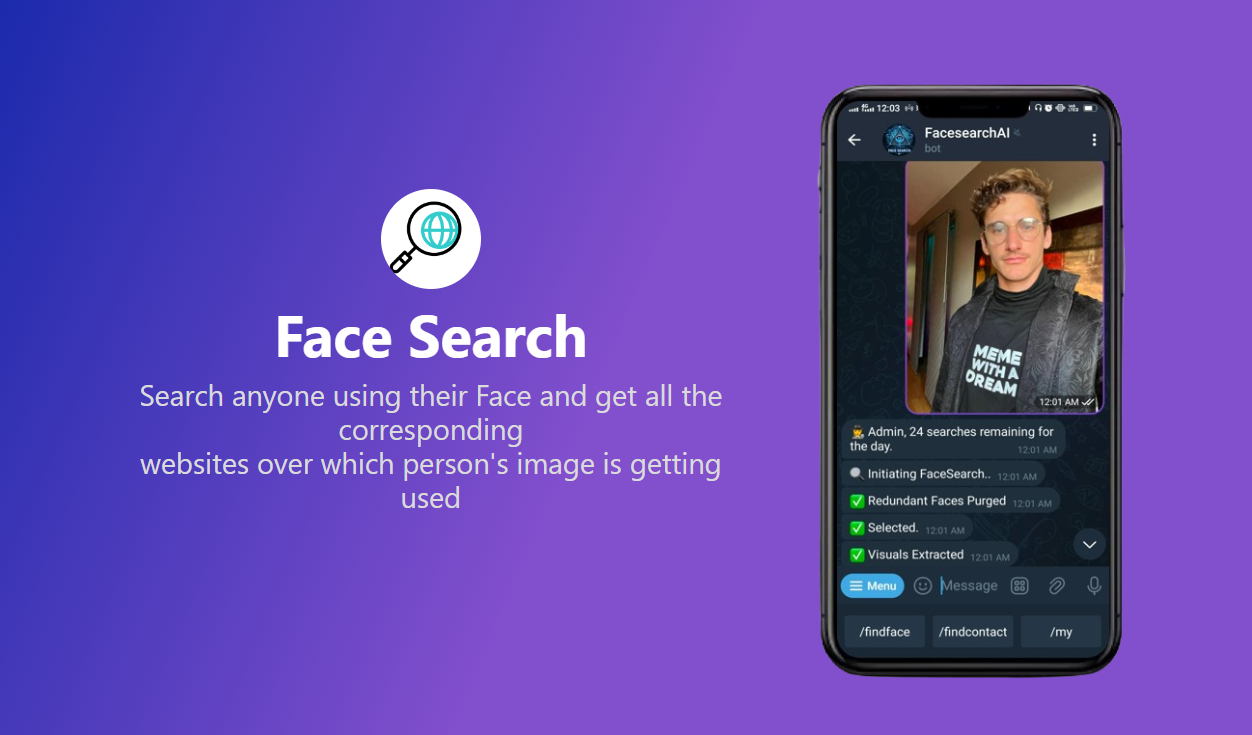 Face Search
Search anyone using their Face and get all the
corresponding
websites over which person's image is getting
used
12:03
FacesearchAI
bot
MEME
WITH A
DREAM
12:01 AM
Admin, 24 searches remaining for
the day. 12:01 AM
Initiating FaceSearch.. 12:01 AM
Redundant Faces Purged 12:01 AM
Selected. 12:01 AM
Visuals Extracted 12:01 AM
Menu Message
/findface /findcontact /my